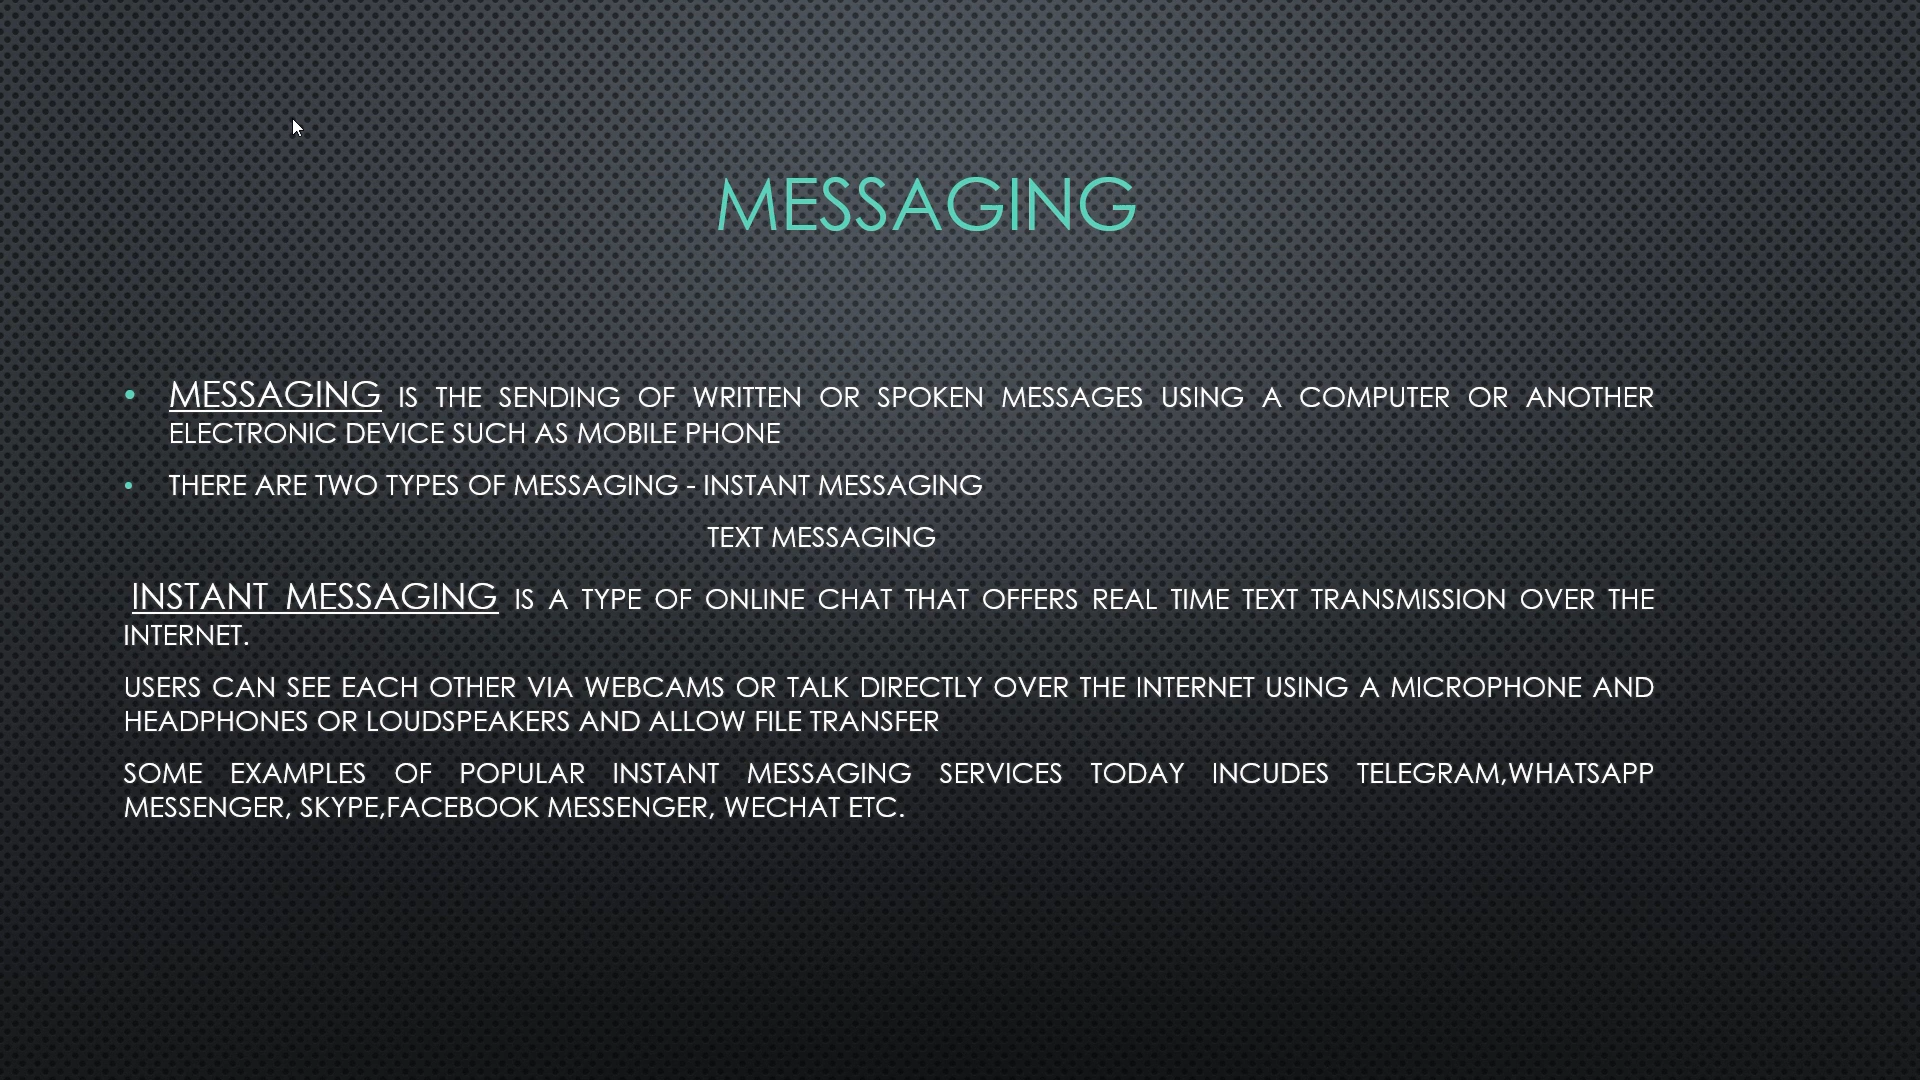 MESSAGING
• MESSAGING IS THE SENDING OF WRITTEN OR SPOKEN MESSAGES USING A COMPUTER OR ANOTHER
ELECTRONIC DEVICE SUCH AS MOBILE PHONE
• THERE ARE TWO TYPES OF MESSAGING - INSTANT MESSAGING
TEXT MESSAGING
INSTANT MESSAGING IS A TYPE OF ONLINE CHAT THAT OFFERS REAL TIME TEXT TRANSMISSION OVER THE
INTERNET.
USERS CAN SEE EACH OTHER VIA WEBCAMS OR TALK DIRECTLY OVER THE INTERNET USING A MICROPHONE AND
HEADPHONES OR LOUDSPEAKERS AND ALLOW FILE TRANSFER
SOME EXAMPLES OF POPULAR INSTANT MESSAGING SERVICES TODAY INCUDES TELEGRAM,WHATSAPP
MESSENGER, SKYPE,FACEBOOK MESSENGER, WECHAT ETC.